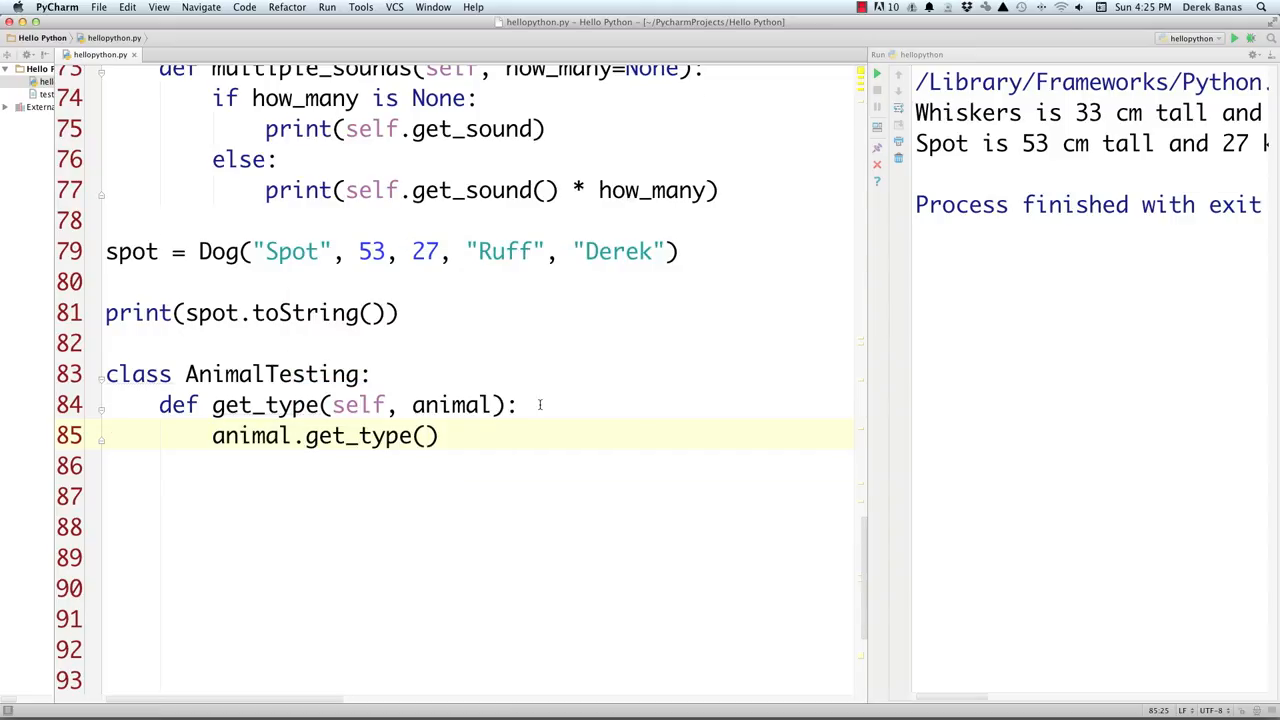 PyCharm File Edit View Navigate Code Refactor Run Tools VCS Window Help
10 Sun 4:25 PM Derek Banas
hellopython.py - Hello Python - [~/PycharmProjects/Hello Python]
Hello Python hellopython.py
hellopython
hellopython.py
Run hellopython
Hello P
hell
test
Externa
73 def multiple_sounds(self, how_many=None):
74 if how_many is None:
75 print(self.get_sound)
76 else:
77 print(self.get_sound() * how_many)
78
79 spot = Dog("Spot", 53, 27, "Ruff", "Derek")
80
81 print(spot.toString())
82
83 class AnimalTesting:
84 def get_type(self, animal):
85 animal.get_type()
86
87
88
89
90
91
92
93
/Library/Frameworks/Python.
Whiskers is 33 cm tall and
Spot is 53 cm tall and 27 k
Process finished with exit
85:25 LF UTF-8